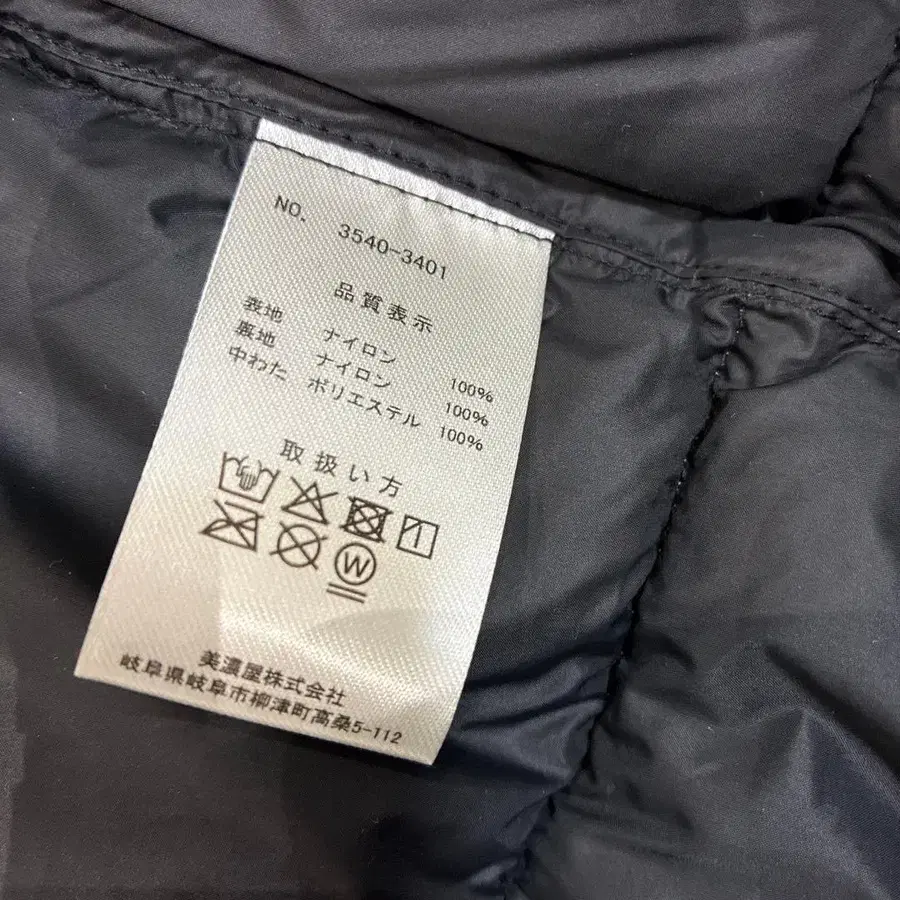 NO. 3540-3401
品質表示
表地 ナイロン 100%
裏地 ナイロン 100%
中わた ポリエステル 100%
取扱い方
W
美濃屋株式会社
岐阜県岐阜市柳津町高桑5-112